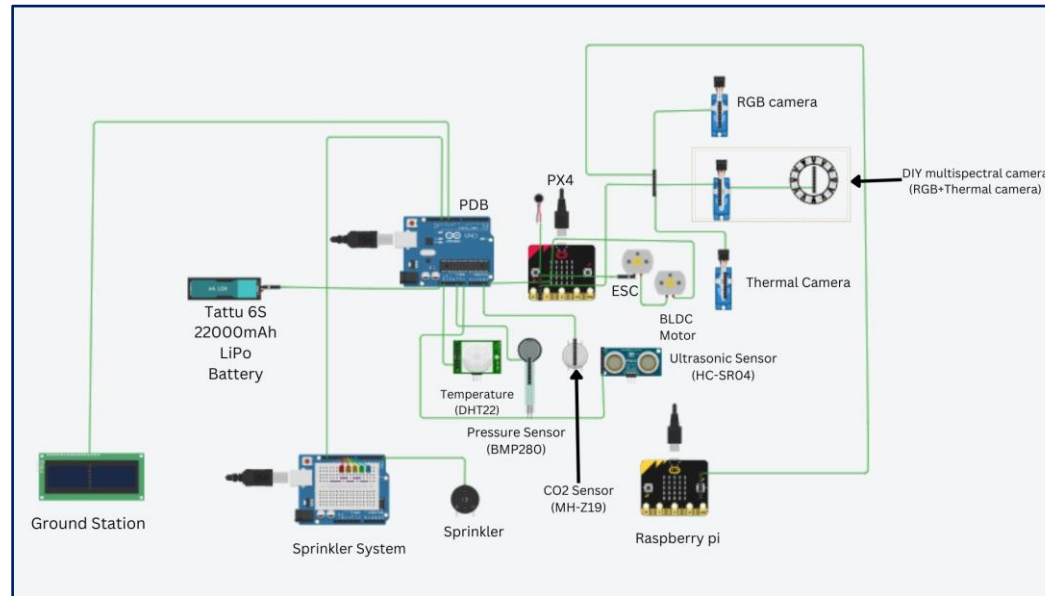 RGB camera
DIY multispectral camera
(RGB+Thermal camera)
PX4
PDB
Thermal Camera
ESC
BLDC
Motor
Tattu 6S
22000mAh
LiPo
Battery
Ultrasonic Sensor
(HC-SR04)
Temperature
(DHT22)
Pressure Sensor
(BMP280)
CO2 Sensor
(MH-Z19)
Ground Station
Sprinkler System
Sprinkler
Raspberry pi